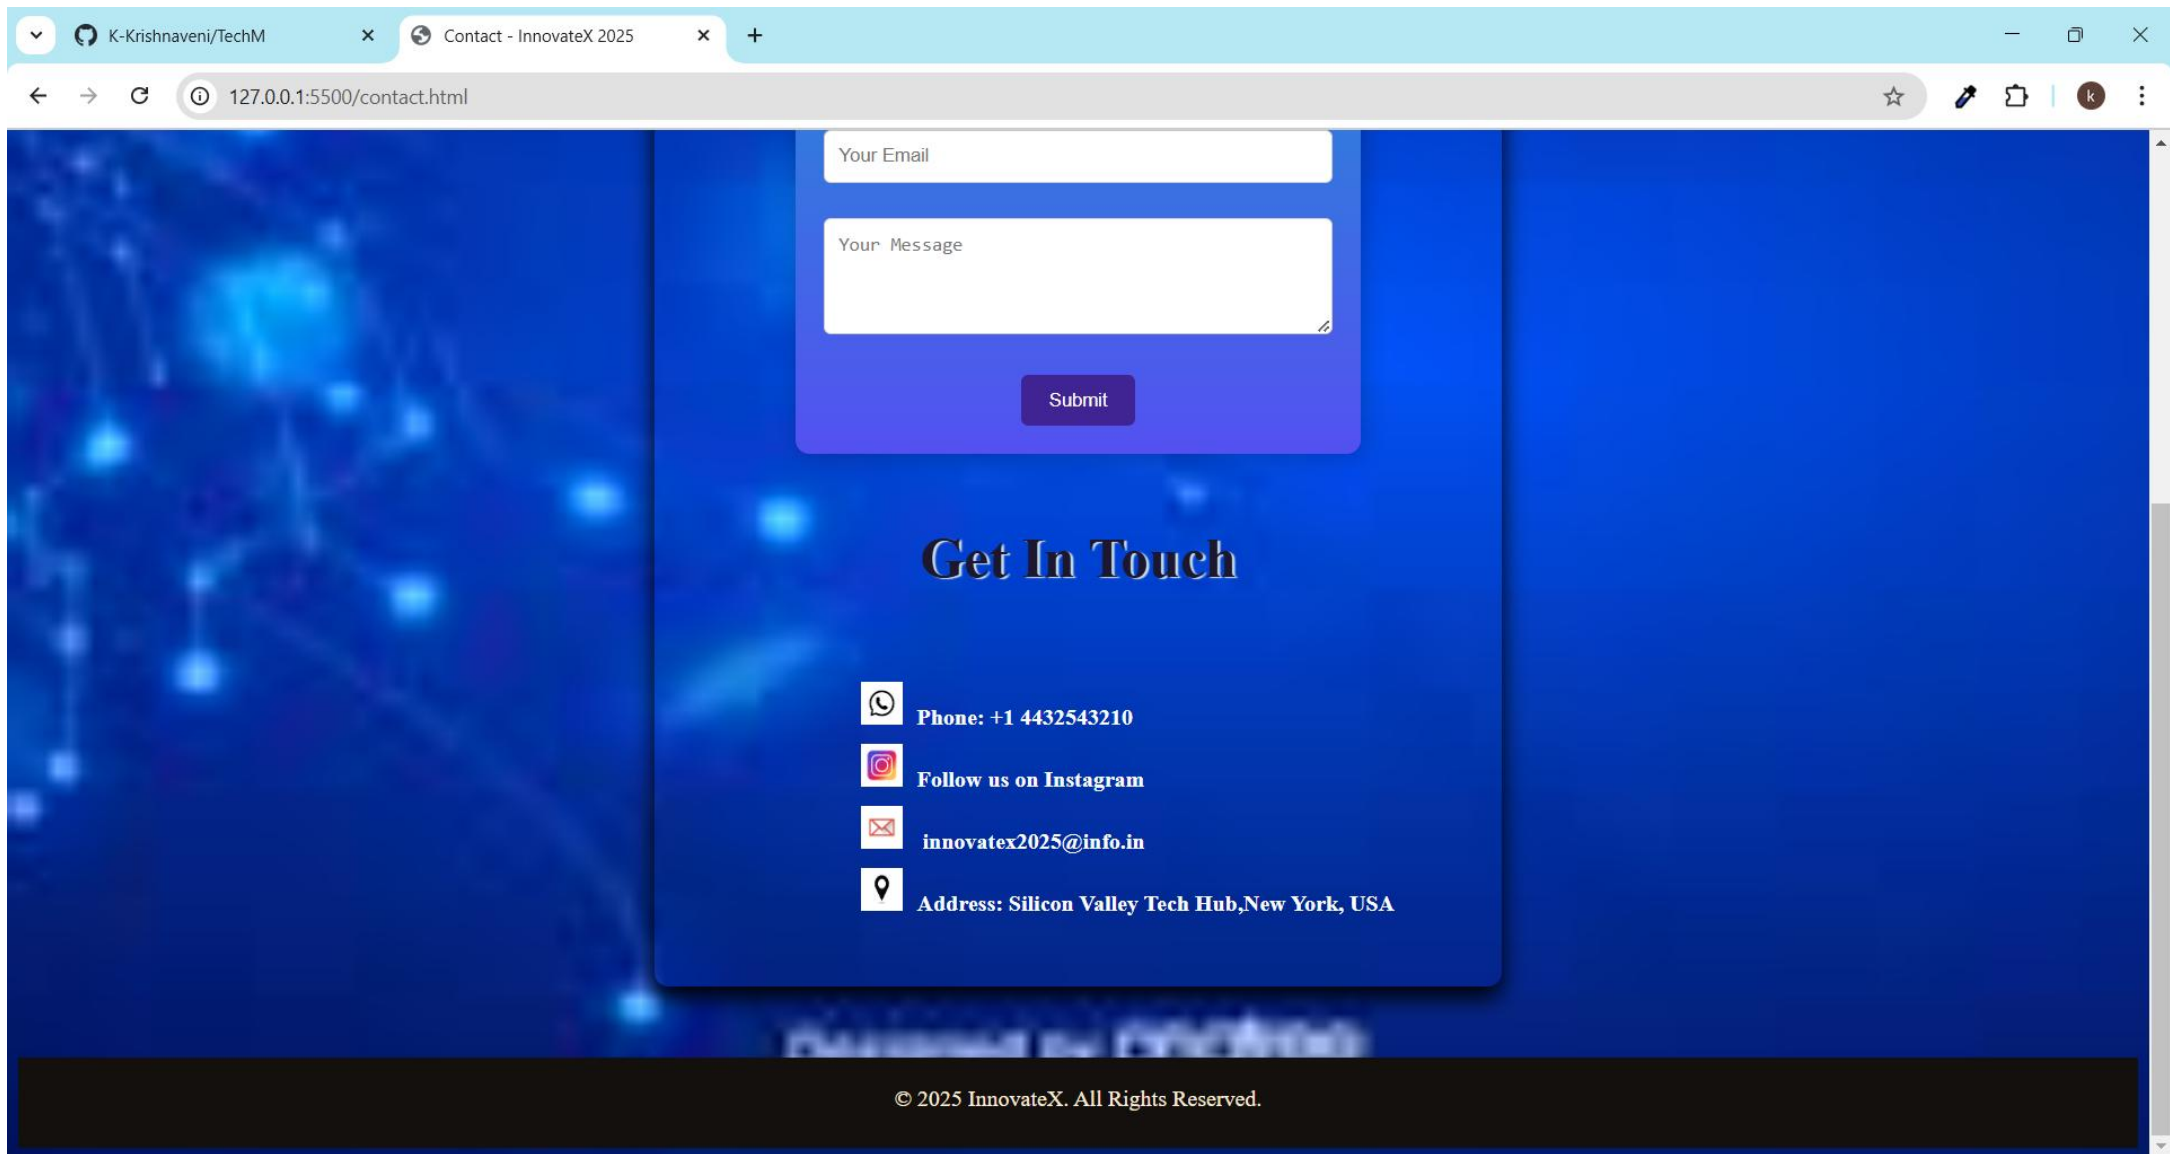 K-Krishnaveni/TechM
Contact - InnovateX 2025
127.0.0.1:5500/contact.html
k
Your Email
Your Message
Submit
Get In Touch
Phone: +1 4432543210
Follow us on Instagram
innovatex2025@info.in
Address: Silicon Valley Tech Hub,New York, USA
Designed by
© 2025 InnovateX. All Rights Reserved.